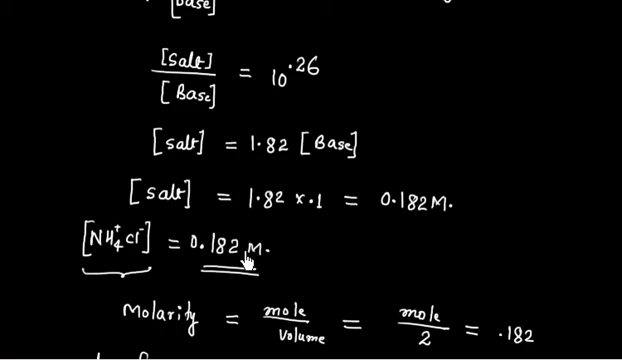 [Base]
[Salt] / [Base] = 10^.26
[Salt] = 1.82 [Base]
[Salt] = 1.82 x .1 = 0.182 M.
[NH4+ Cl-] = 0.182 M.
Molarity = mole / Volume = mole / 2 = .182